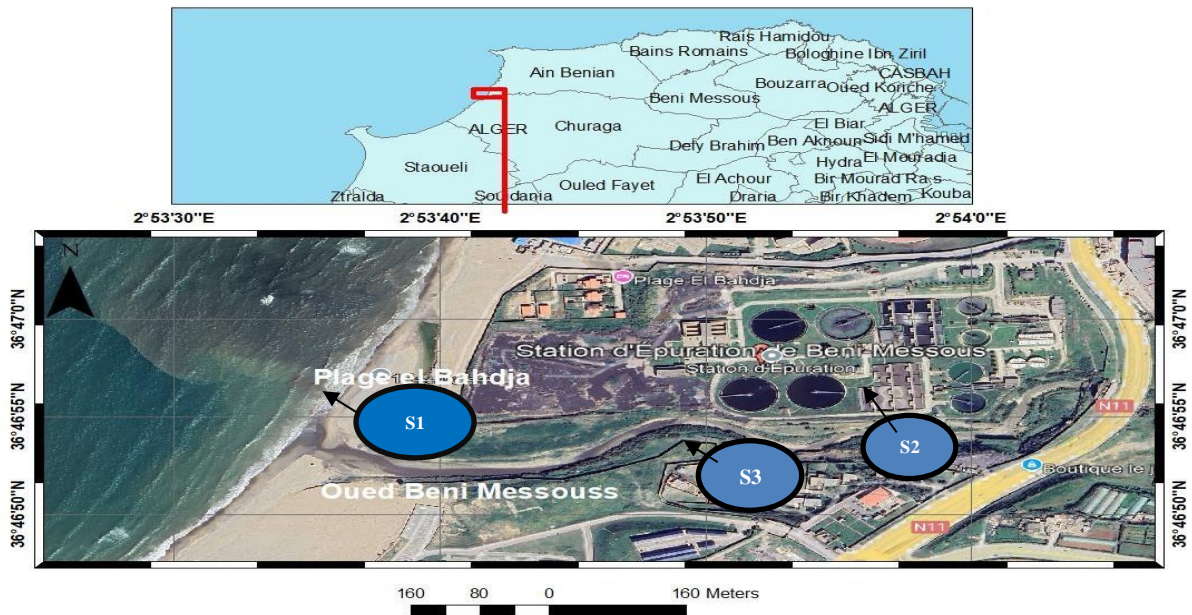 Rais Hamidou
Bains Romains
Bologhine Ibn Ziril
Ain Benian
CASBAH
Bouzarra
Oued Koriche
Beni Messous
ALGER
ALGER
Churaga
El Biar
Defy Brahim
Ben Aknoun
Sidi M'hamed
Staoueli
Hydra
El Mouradia
Ouled Fayet
El Achour
Bir Mourad Ra s
Ztralda
Soudania
Draria
Bir Khadem
Kouba
2°53'30"E
2°53'40"E
2°53'50"E
2°54'0"E
N
Plage El Bahdja
36°47'0"N
36°47'0"N
Station d'Epuration de Beni-Messous
Station d'Epuration
Plage el Bahdja
36°46'55"N
36°46'55"N
N11
S1
S2
S3
Boutique le
Oued Beni Messouss
36°46'50"N
36°46'50"N
N11
160 80 0 160 Meters